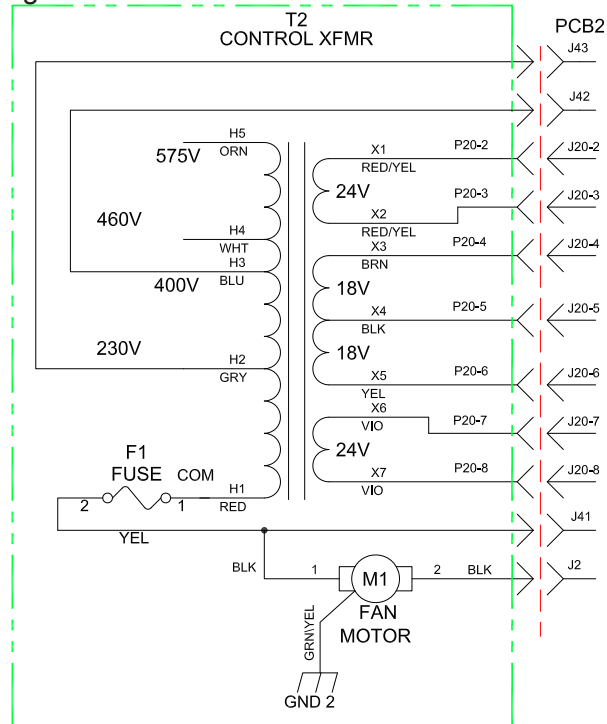 g
T2
CONTROL XFMR
PCB2
J43
J42
H5
ORN
575V
X1
RED/YEL
P20-2
J20-2
24V
P20-3
J20-3
460V
X2
RED/YEL
H4
WHT
X3
BRN
P20-4
J20-4
H3
BLU
400V
18V
X4
BLK
P20-5
J20-5
230V
18V
H2
GRY
X5
YEL
P20-6
J20-6
X6
VIO
P20-7
J20-7
F1
FUSE
COM
24V
2
1
H1
RED
X7
VIO
P20-8
J20-8
YEL
J41
BLK
1
M1
2
BLK
J2
FAN
MOTOR
GRN\YEL
GND 2